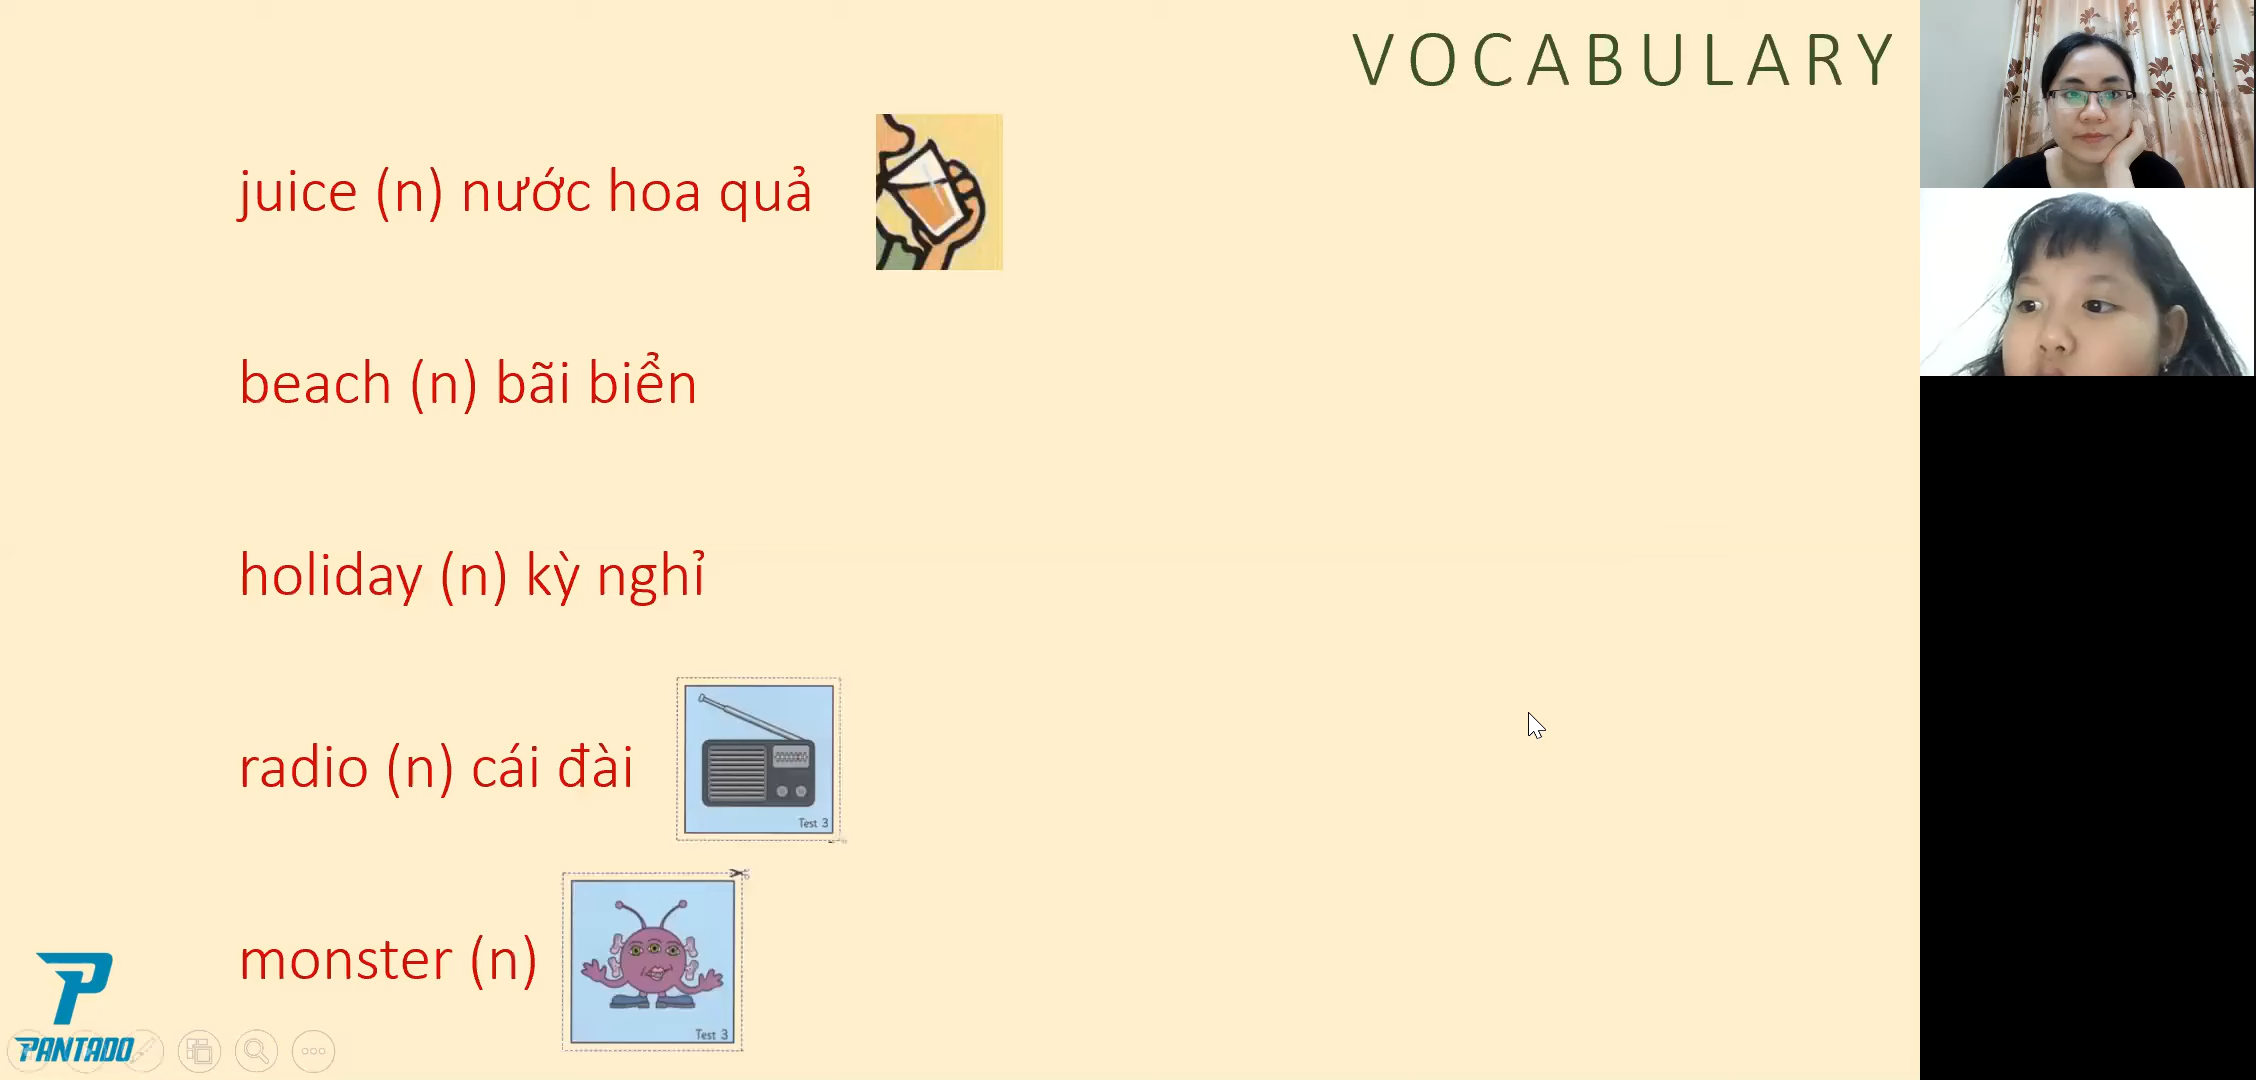 VOCABULARY
juice (n) nước hoa quả
beach (n) bãi biển
holiday (n) kỳ nghỉ
radio (n) cái đài
Test 3
monster (n)
Test 3
PANTADO